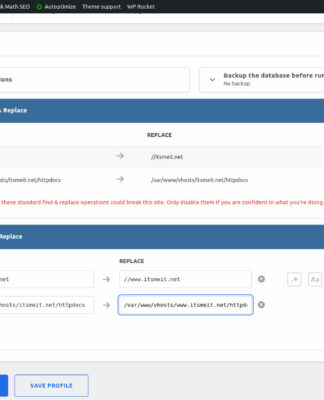 nk Math SEO Autoptimize Theme support WP Rocket
ions
Backup the database before run
No backup
& Replace
REPLACE
//itsmeit.net
sts/itsmeit.net/httpdocs /var/www/vhosts/itsmeit.net/httpdocs
these standard find & replace operations could break this site. Only disable them if you are confident in what you're doing.
Replace
REPLACE
net //www.itsmeit.net .* Aa
hosts/itsmeit.net/httpdocs /var/www/vhosts/www.itsmeit.net/httpd
SAVE PROFILE